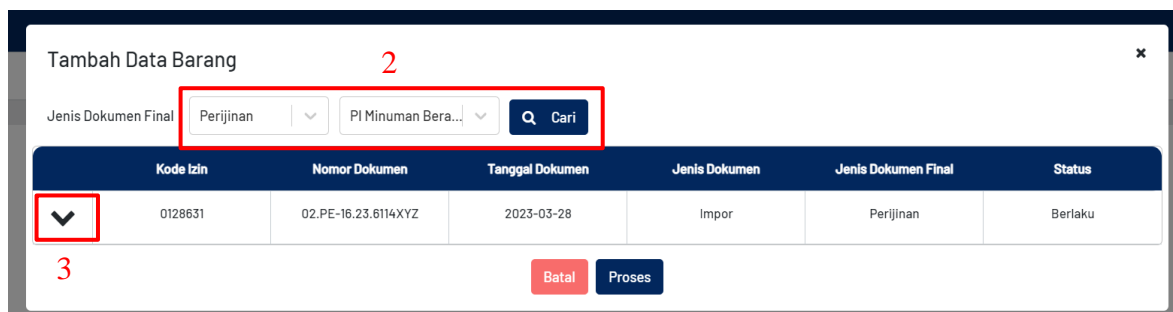 Tambah Data Barang
2
Jenis Dokumen Final Perijinan PI Minuman Bera... Cari
Kode Izin Nomor Dokumen Tanggal Dokumen Jenis Dokumen Jenis Dokumen Final Status
0128631 02.PE-16.23.6114XYZ 2023-03-28 Impor Perijinan Berlaku
3
Batal Proses